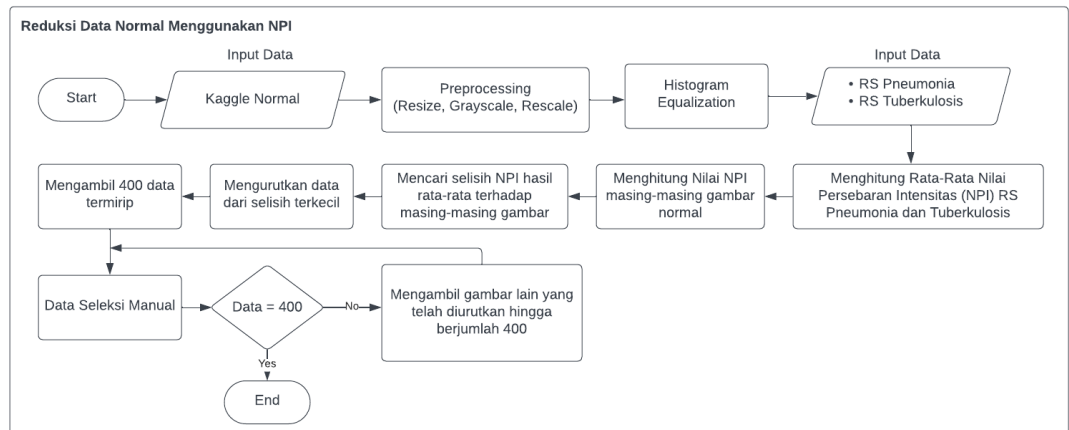 Reduksi Data Normal Menggunakan NPI
Input Data
Input Data
Start
Kaggle Normal
Preprocessing
(Resize, Grayscale, Rescale)
Histogram
Equalization
• RS Pneumonia
• RS Tuberkulosis
Menghitung Rata-Rata Nilai
Persebaran Intensitas (NPI) RS
Pneumonia dan Tuberkulosis
Menghitung Nilai NPI
masing-masing gambar
normal
Mencari selisih NPI hasil
rata-rata terhadap
masing-masing gambar
Mengurutkan data
dari selisih terkecil
Mengambil 400 data
termirip
Data Seleksi Manual
Data = 400
No
Mengambil gambar lain yang
telah diurutkan hingga
berjumlah 400
Yes
End